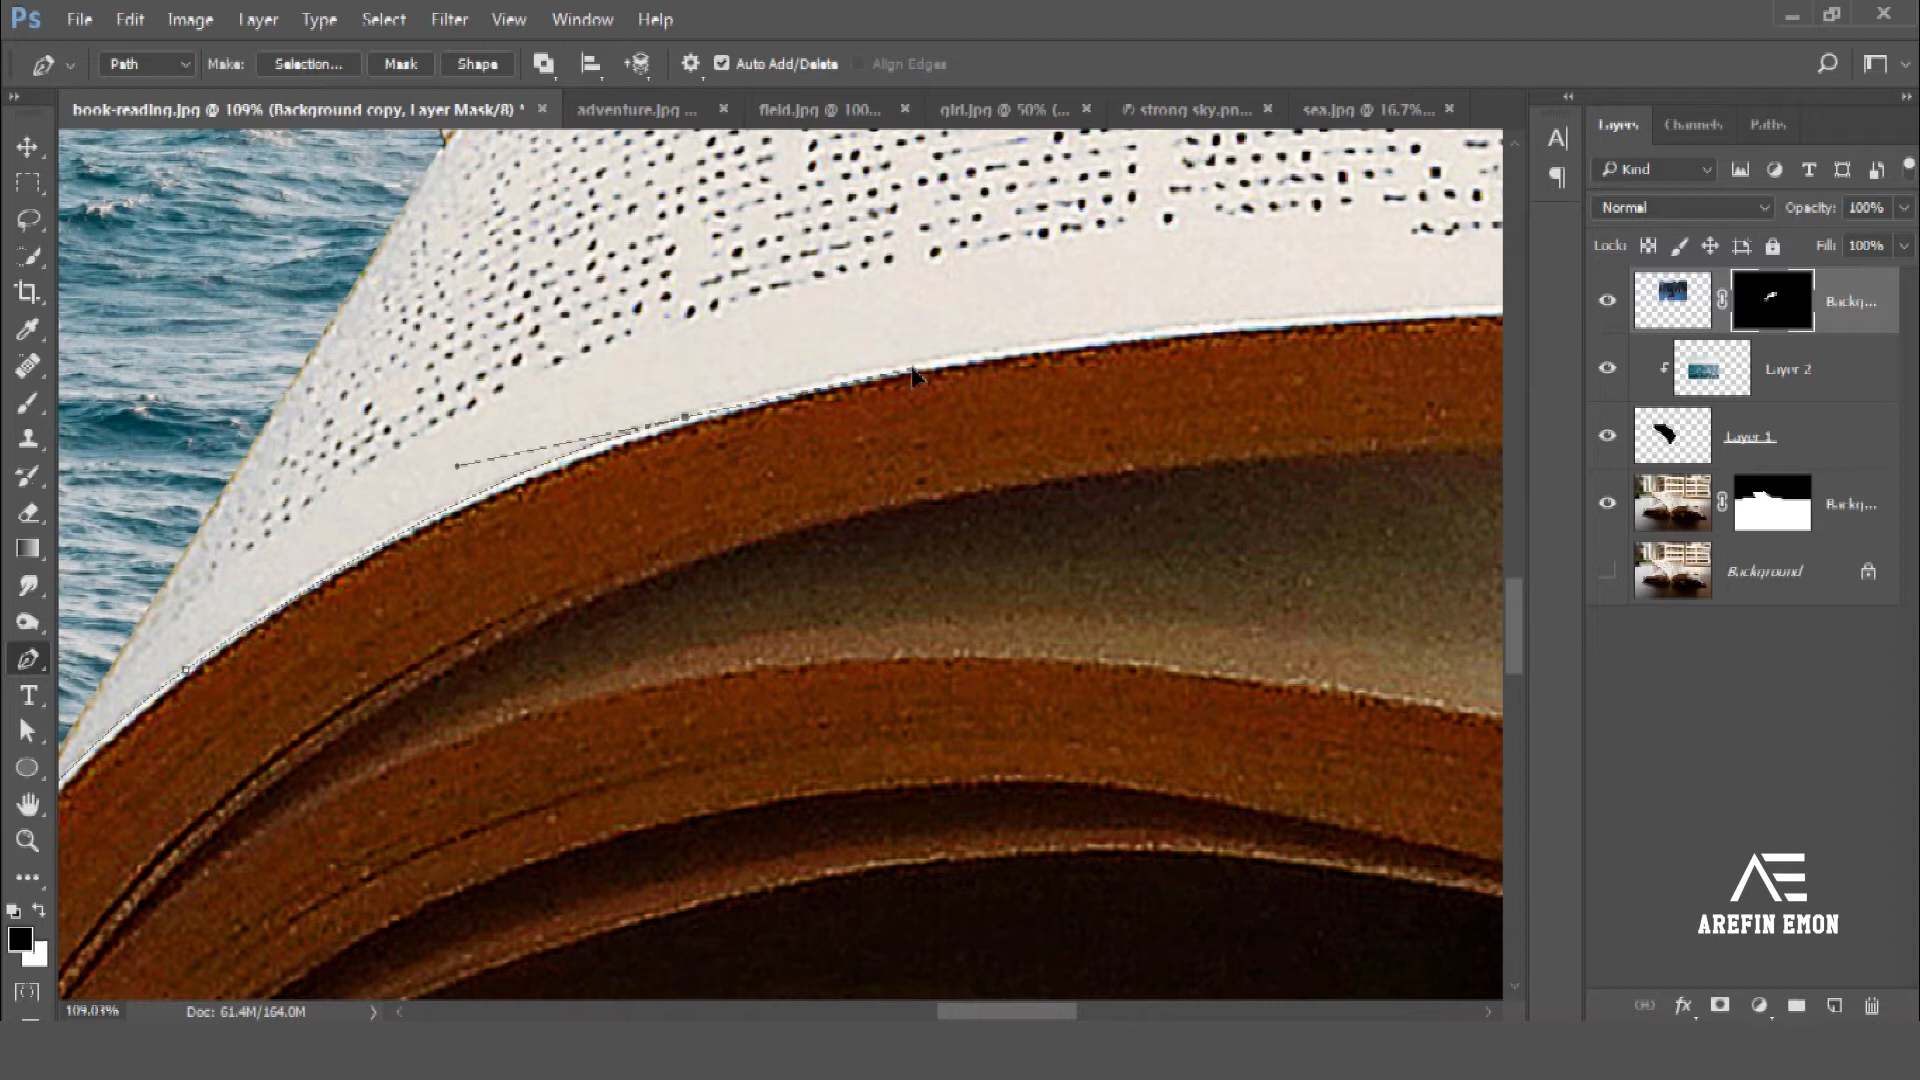 Ps File Edit Image Layer Type Select Filter View Window Help
Path Make: Selection... Mask Shape Auto Add/Delete Align Edges
book-reading.jpg @ 109% (Background copy, Layer Mask/8) * adventure.jpg ... field.jpg @ 100... girl.jpg @ 50% (... strong sky.pn... sea.jpg @ 16.7%...
Layers Channels Paths
Kind
Normal Opacity: 100%
Lock: Fill: 100%
Backg...
Layer 2
Layer 1
Backg...
Background
AE
AREFIN EMON
109.03% Doc: 61.4M/164.0M
fx